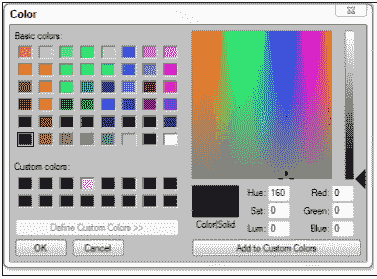 Color
Basic colors:
Custom colors:
Define Custom Colors >>
OK Cancel
Color|Solid
Hue: 160 Red: 0
Sat: 0 Green: 0
Lum: 0 Blue: 0
Add to Custom Colors